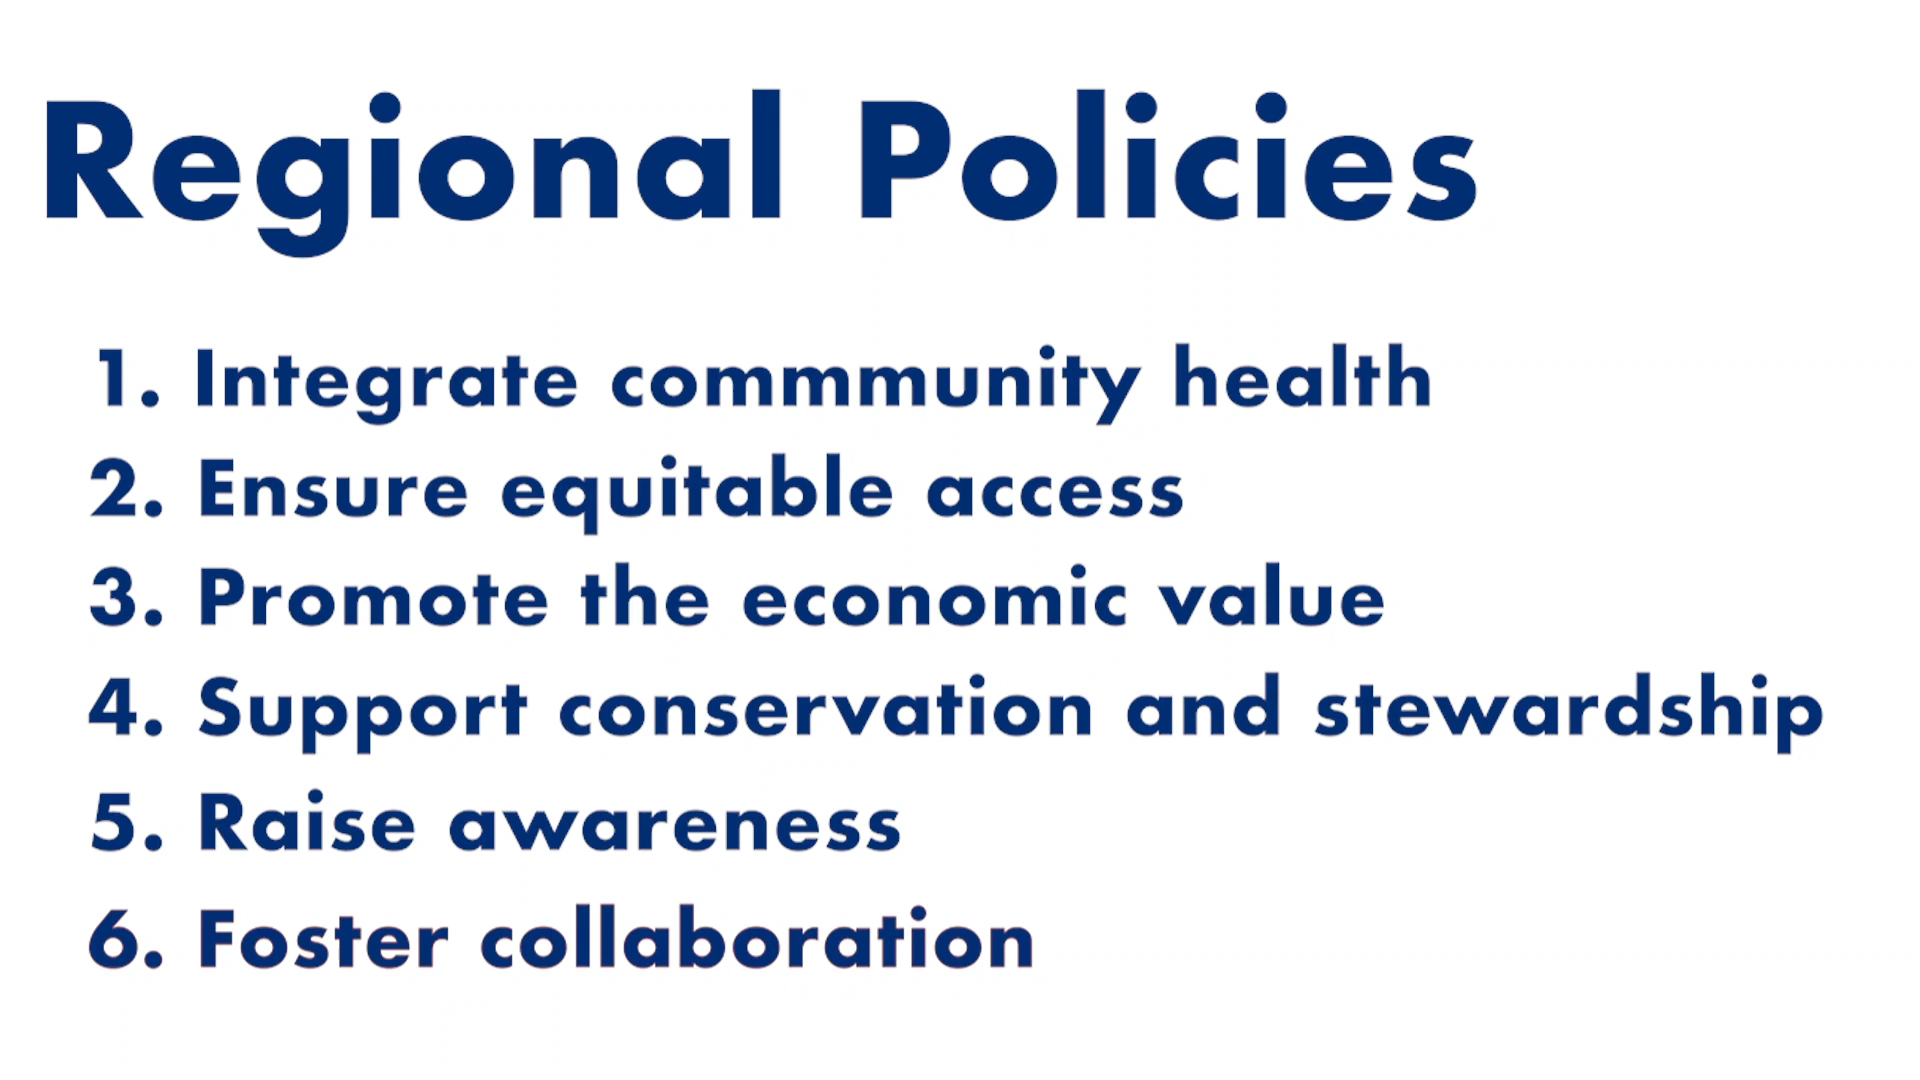 Regional Policies
1. Integrate commmunity health
2. Ensure equitable access
3. Promote the economic value
4. Support conservation and stewardship
5. Raise awareness
6. Foster collaboration